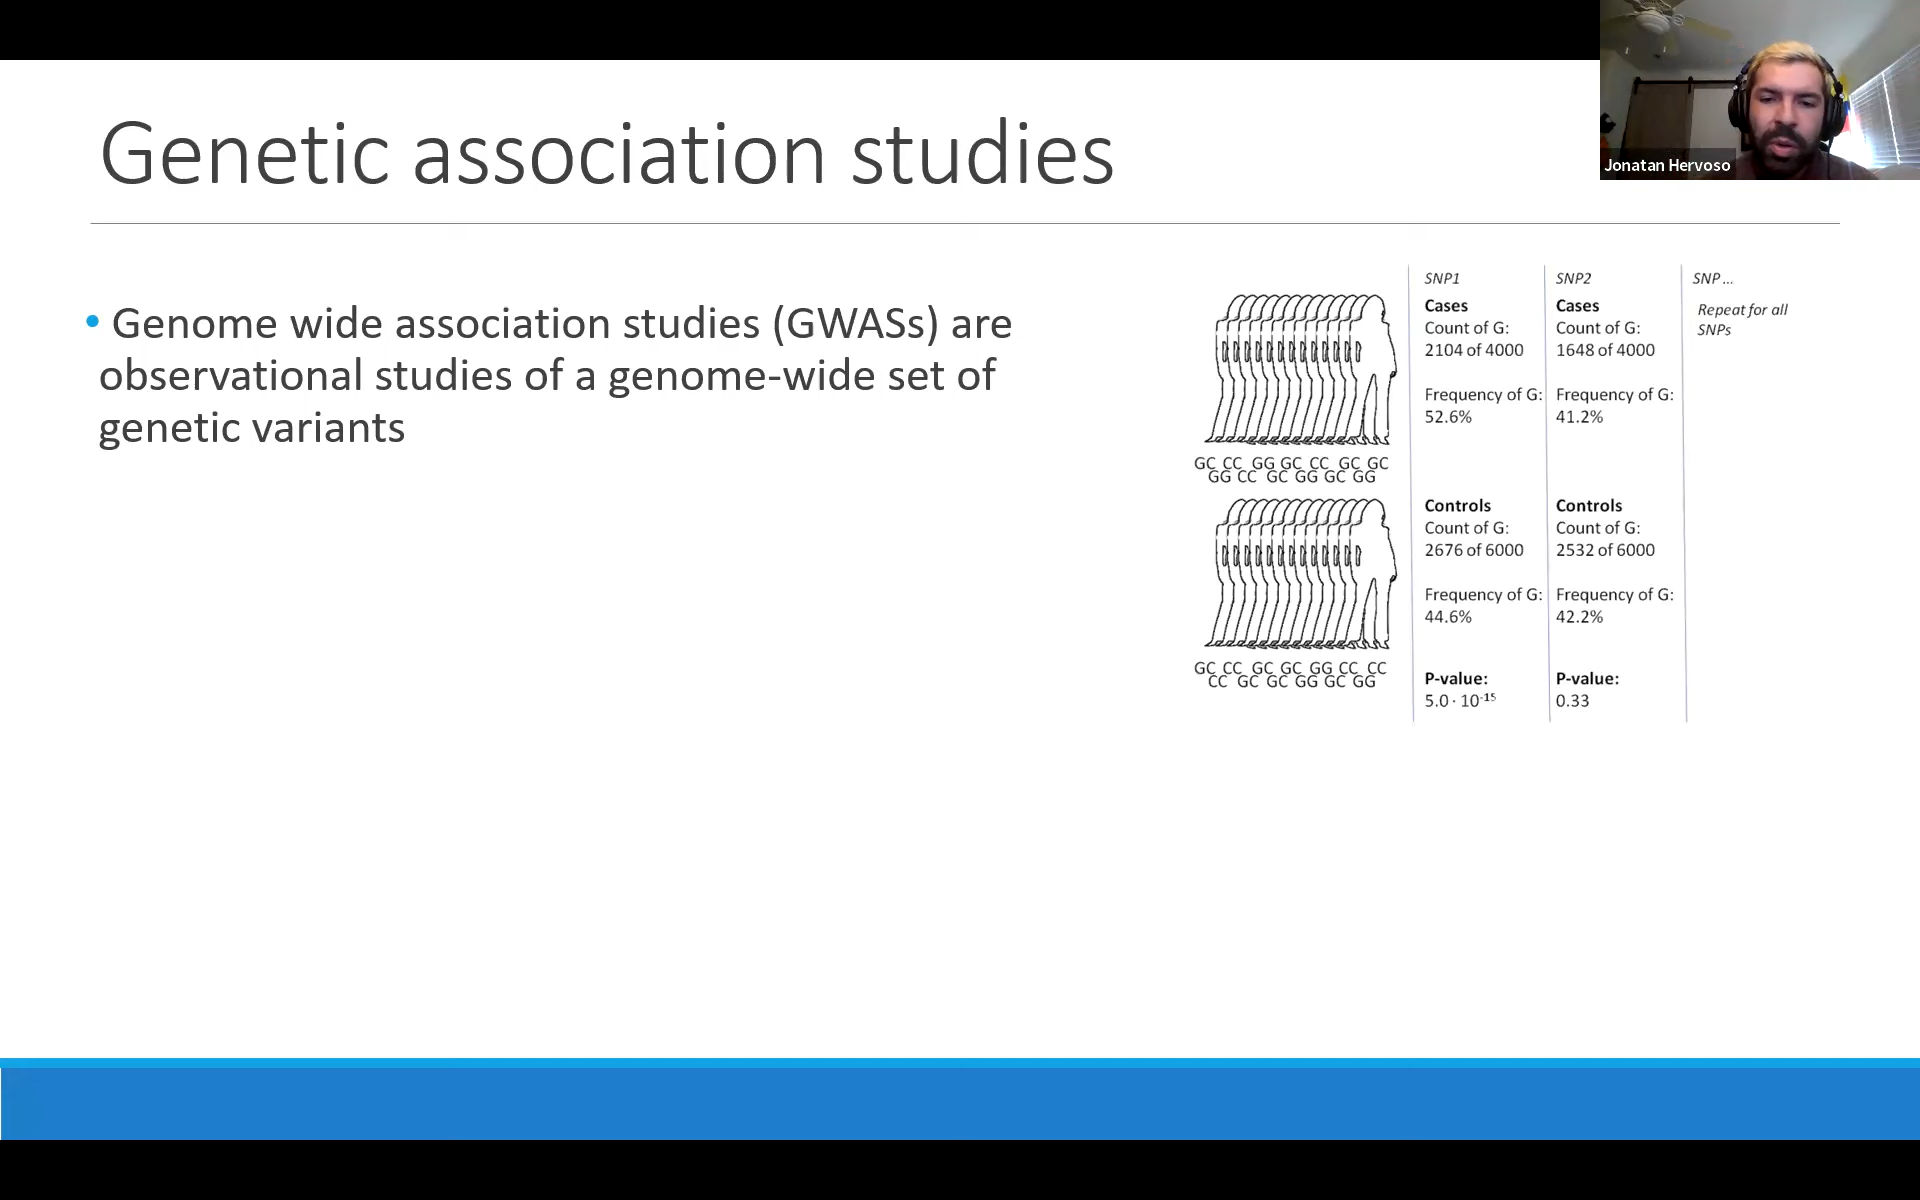 Jonatan Hervoso
Genetic association studies
• Genome wide association studies (GWASs) are
observational studies of a genome-wide set of
genetic variants
GC CC GG GC CC GC GC
GG CC GC GG GC GG
GC CC GC GC GG CC CC
CC GC GC GG GC GG
SNP1
Cases
Count of G:
2104 of 4000
Frequency of G:
52.6%
Controls
Count of G:
2676 of 6000
Frequency of G:
44.6%
P-value:
5.0 · 10⁻¹⁵
SNP2
Cases
Count of G:
1648 of 4000
Frequency of G:
41.2%
Controls
Count of G:
2532 of 6000
Frequency of G:
42.2%
P-value:
0.33
SNP ...
Repeat for all
SNPs